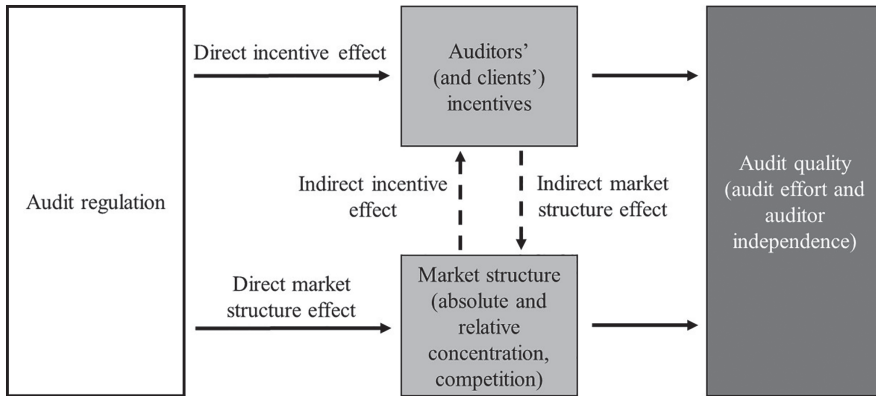 Audit regulation
Direct incentive effect
Auditors’
(and clients’)
incentives
Indirect incentive
effect
Indirect market
structure effect
Direct market
structure effect
Market structure
(absolute and
relative
concentration,
competition)
Audit quality
(audit effort and
auditor
independence)